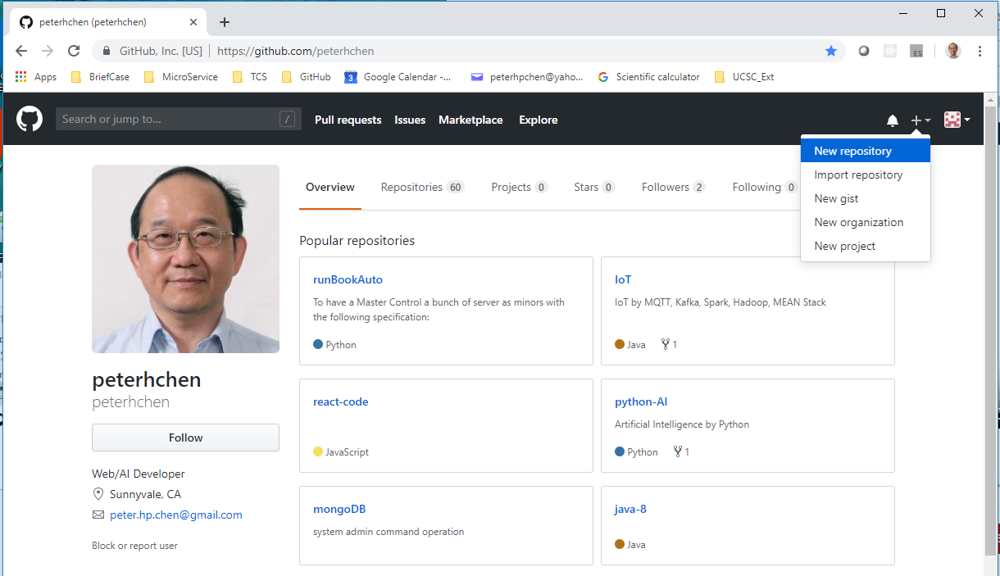 peterhchen (peterhchen)
GitHub, Inc. [US] https://github.com/peterhchen
ES
Apps BriefCase MicroService TCS GitHub 3 Google Calendar -... peterhpchen@yaho... Scientific calculator UCSC_Ext
Search or jump to... / Pull requests Issues Marketplace Explore
New repository
Import repository
New gist
New organization
New project
Overview Repositories 60 Projects 0 Stars 0 Followers 2 Following 0
Popular repositories
runBookAuto
To have a Master Control a bunch of server as minors with
the following specification:
Python
IoT
IoT by MQTT, Kafka, Spark, Hadoop, MEAN Stack
Java 1
react-code
JavaScript
python-AI
Artificial Intelligence by Python
Python 1
mongoDB
system admin command operation
java-8
Java
peterhchen
peterhchen
Follow
Web/AI Developer
Sunnyvale, CA
peter.hp.chen@gmail.com
Block or report user